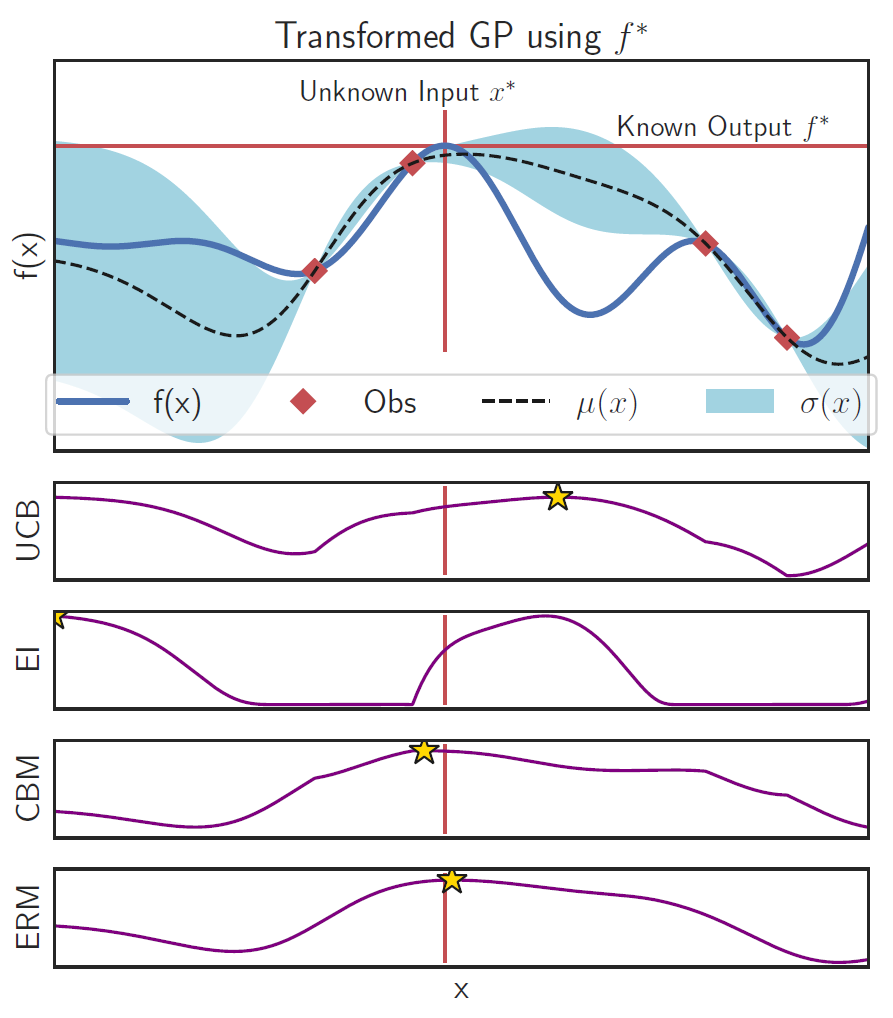 Transformed GP using f*
Unknown Input x*
Known Output f*
f(x)
f(x)
Obs
μ(x)
σ(x)
UCB
EI
CBM
ERM
x